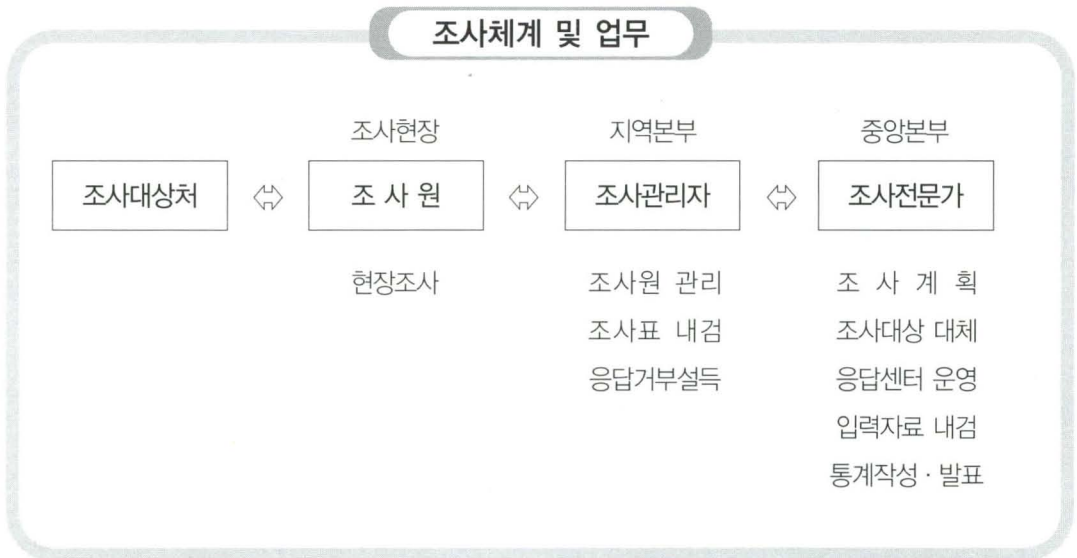 조사체계 및 업무
조사현장 지역본부 중앙본부
조사대상처 ⇔ 조 사 원 ⇔ 조사관리자 ⇔ 조사전문가
현장조사 조사원 관리 조 사 계 획
조사표 내검 조사대상 대체
응답거부설득 응답센터 운영
입력자료 내검
통계작성 · 발표